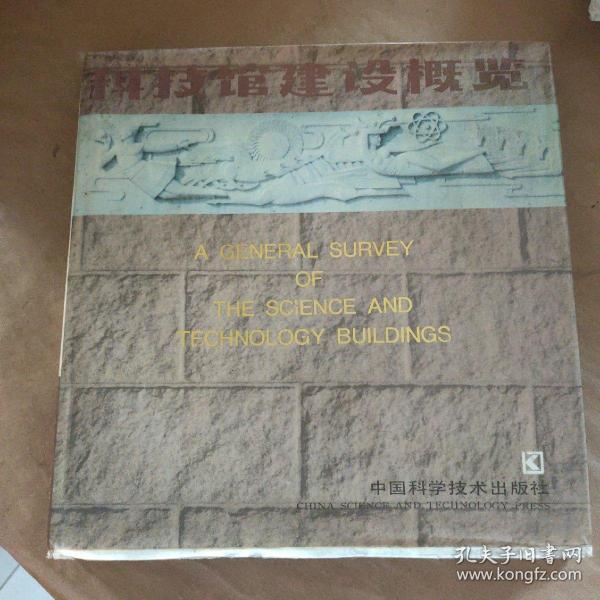 科技馆建设概览
A GENERAL SURVEY
OF
THE SCIENCE AND
TECHNOLOGY BUILDINGS
中国科学技术出版社
CHINA SCIENCE AND TECHNOLOGY PRESS
孔夫子旧书网
www.kongfz.com